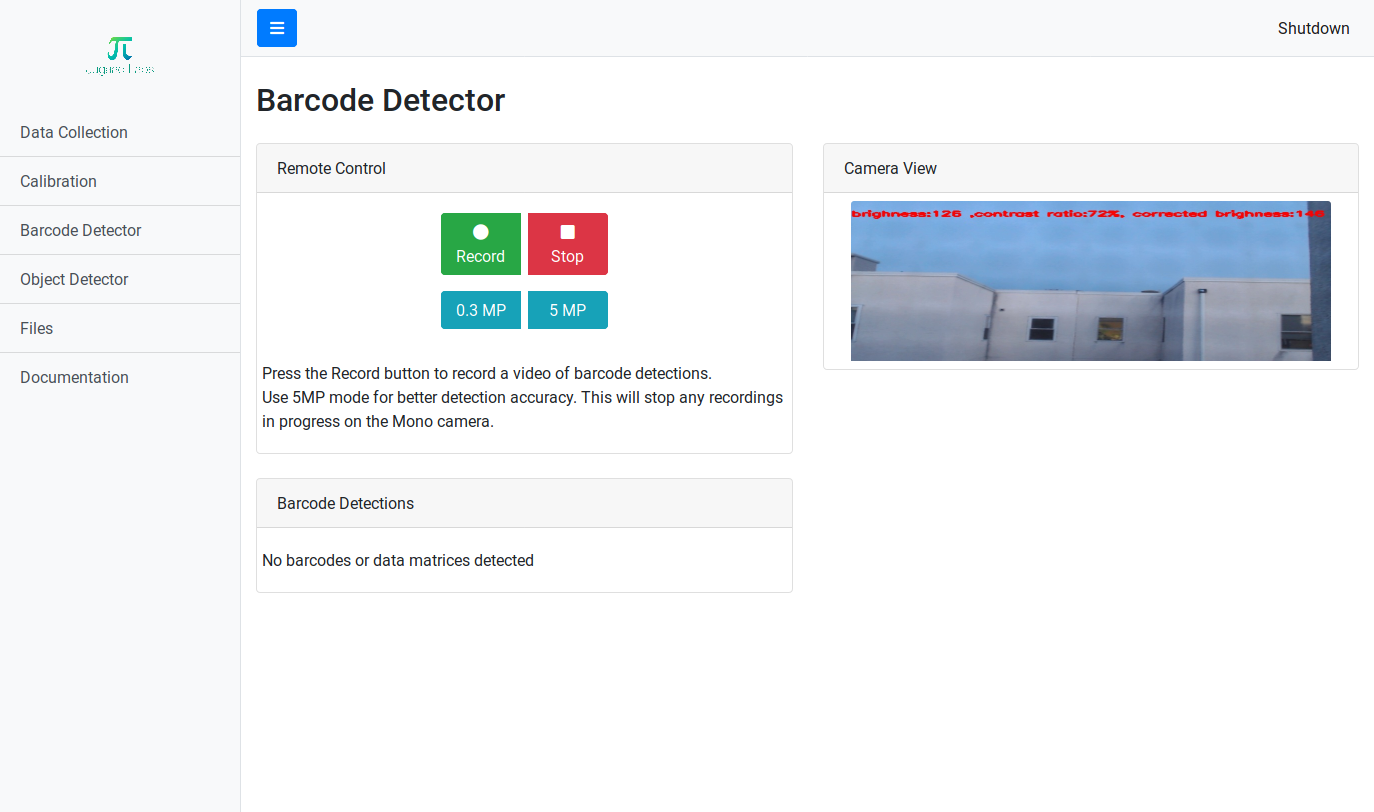 Shutdown
Data Collection
Calibration
Barcode Detector
Object Detector
Files
Documentation
Barcode Detector
Remote Control
Record
Stop
0.3 MP
5 MP
Press the Record button to record a video of barcode detections.
Use 5MP mode for better detection accuracy. This will stop any recordings
in progress on the Mono camera.
Barcode Detections
No barcodes or data matrices detected
Camera View
brighness:126 ,contrast ratio:72%, corrected brighness:146